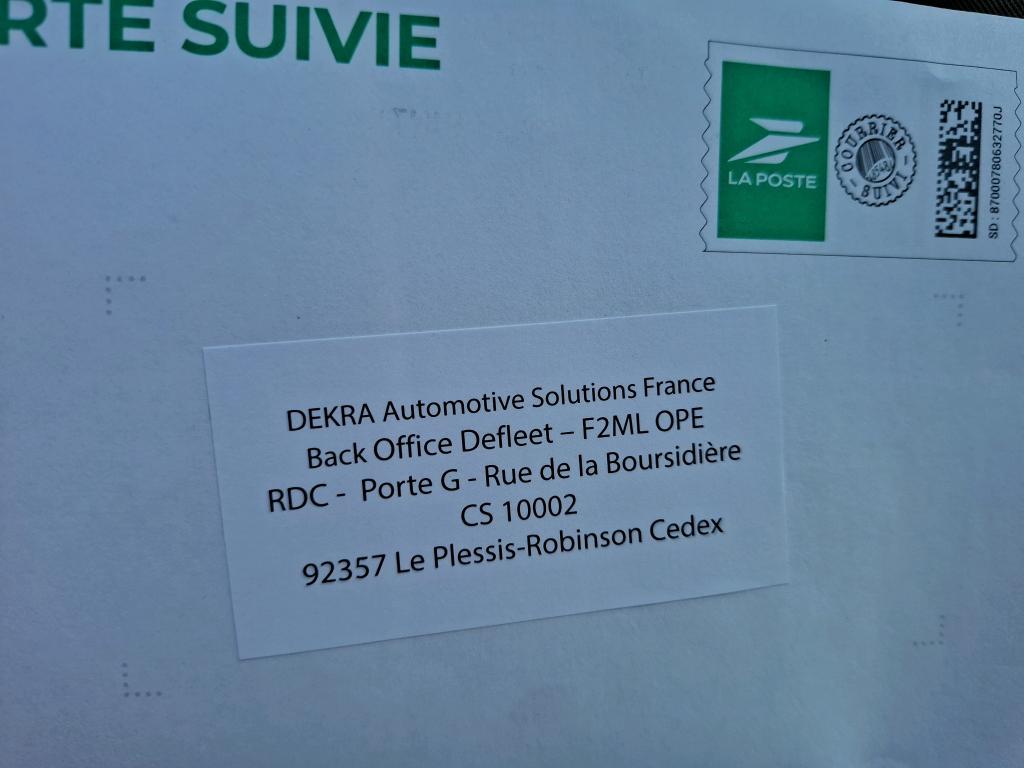 RTE SUIVIE
LA POSTE
COURRIER
SUIVI
SD : 87000780632770J
DEKRA Automotive Solutions France
Back Office Defleet – F2ML OPE
RDC - Porte G - Rue de la Boursidière
CS 10002
92357 Le Plessis-Robinson Cedex